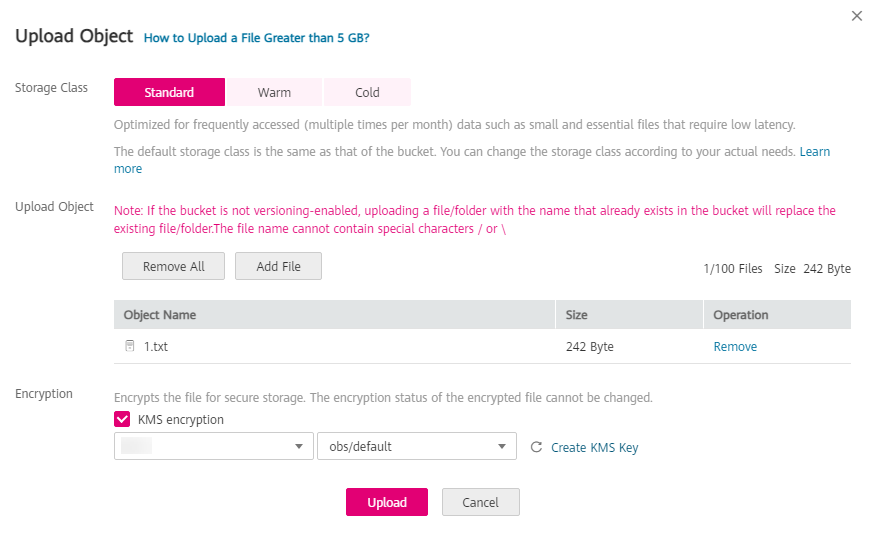 Upload Object How to Upload a File Greater than 5 GB?
Storage Class Standard Warm Cold
Optimized for frequently accessed (multiple times per month) data such as small and essential files that require low latency.
The default storage class is the same as that of the bucket. You can change the storage class according to your actual needs. Learn
more
Upload Object Note: If the bucket is not versioning-enabled, uploading a file/folder with the name that already exists in the bucket will replace the
existing file/folder.The file name cannot contain special characters / or \
Remove All Add File 1/100 Files Size 242 Byte
Object Name Size Operation
1.txt 242 Byte Remove
Encryption Encrypts the file for secure storage. The encryption status of the encrypted file cannot be changed.
KMS encryption
obs/default Create KMS Key
Upload Cancel